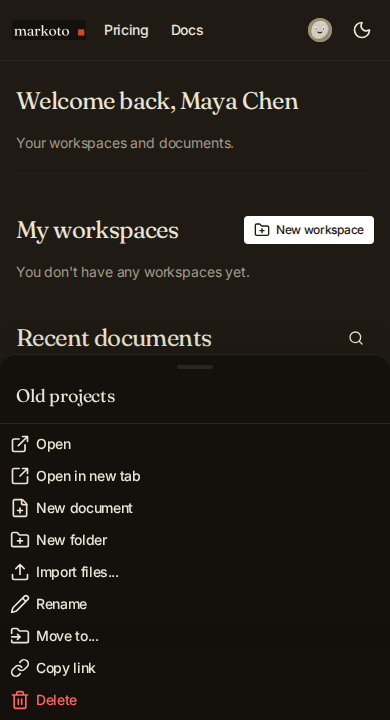 markoto
Pricing
Docs
Welcome back, Maya Chen
Your workspaces and documents.
My workspaces
New workspace
You don't have any workspaces yet.
Recent documents
Old projects
Open
Open in new tab
New document
New folder
Import files...
Rename
Move to...
Copy link
Delete